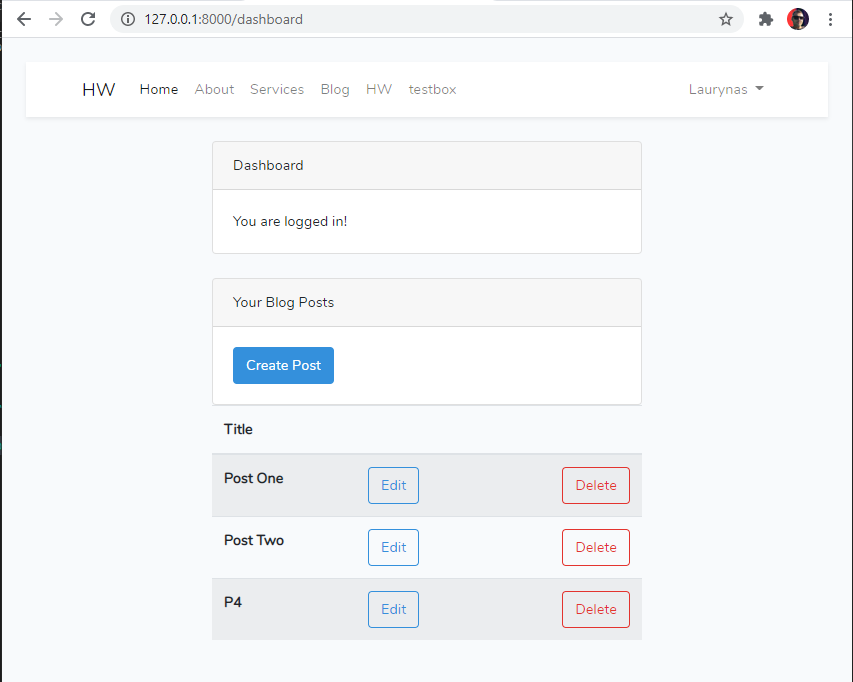 127.0.0.1:8000/dashboard
HW Home About Services Blog HW testbox Laurynas
Dashboard
You are logged in!
Your Blog Posts
Create Post
Title
Post One Edit Delete
Post Two Edit Delete
P4 Edit Delete